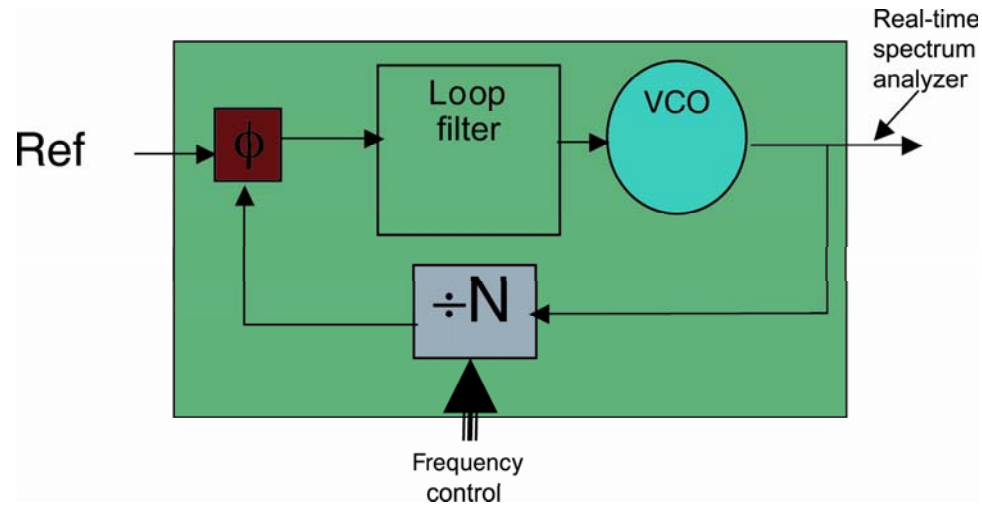 Real-time
spectrum
analyzer
Ref
ϕ
Loop
filter
VCO
÷N
Frequency
control